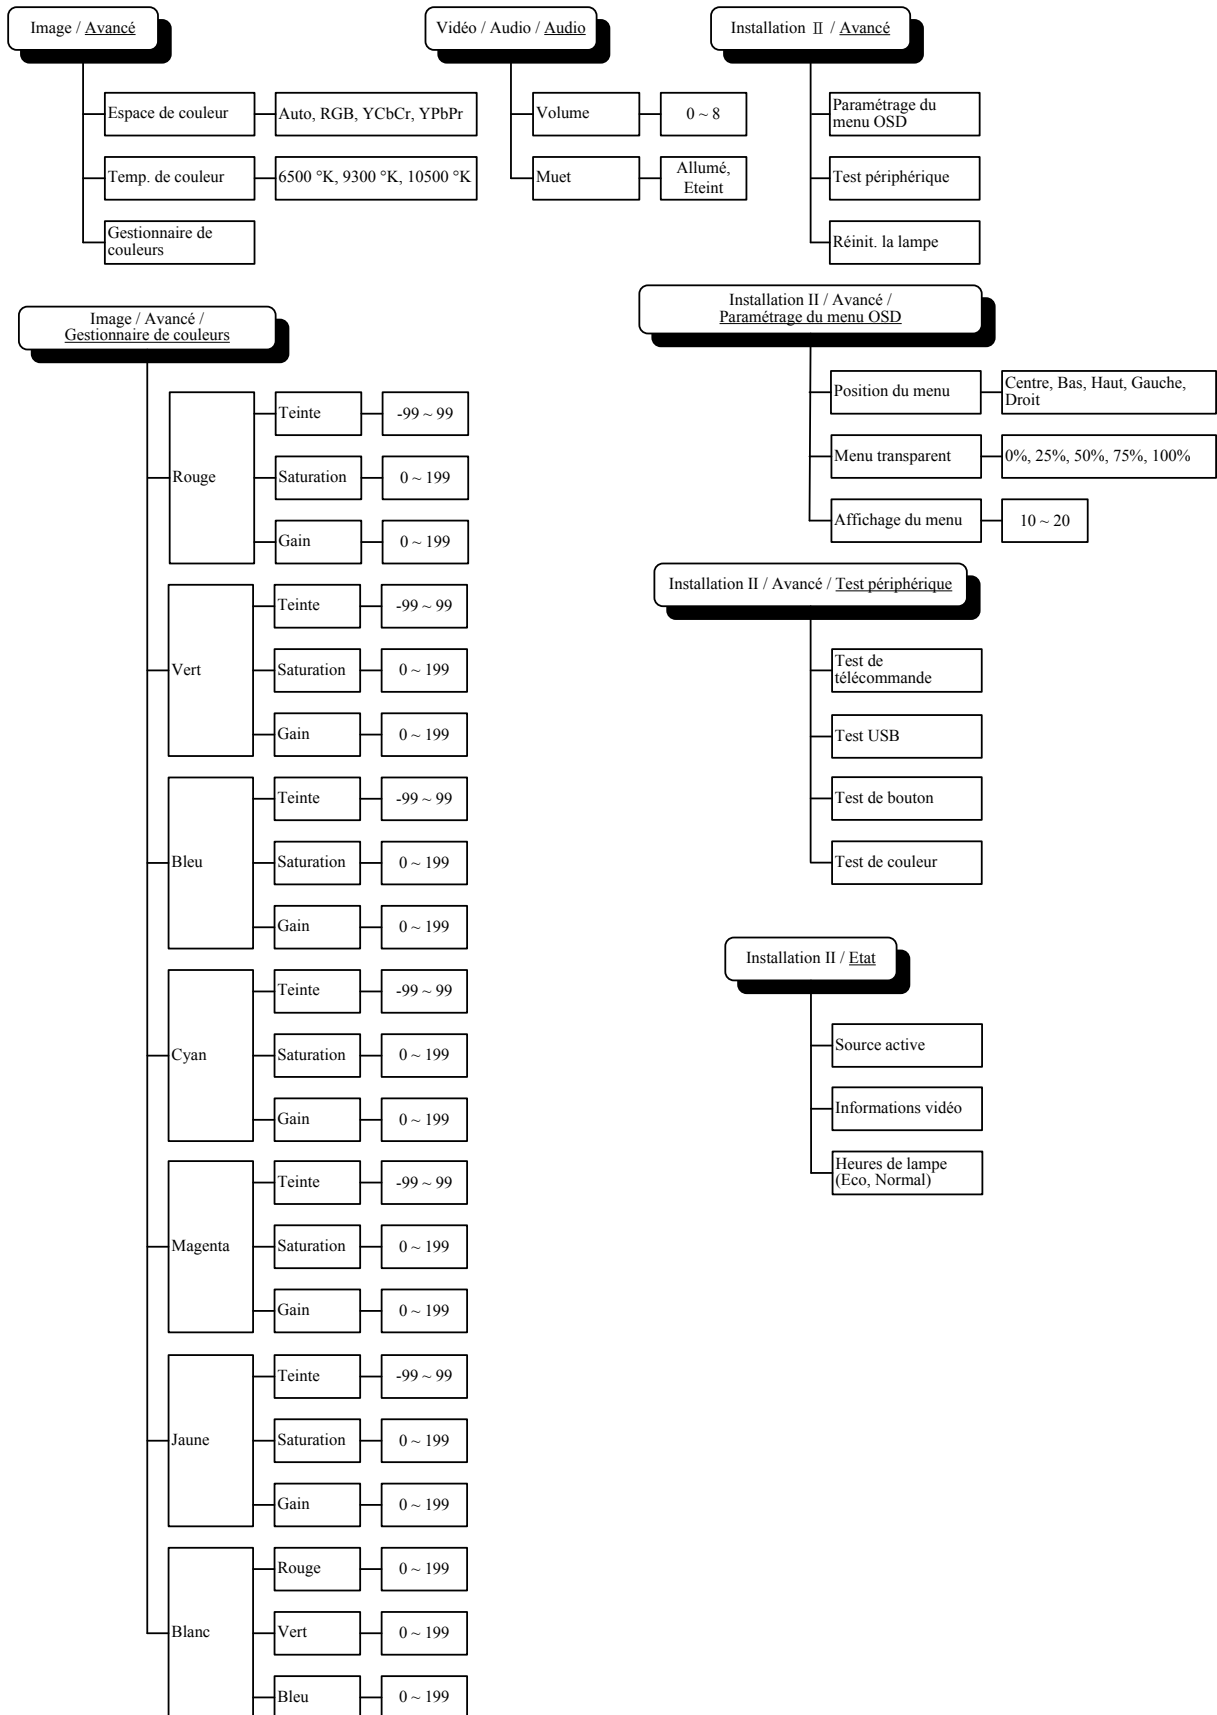 Image / Avancé
Espace de couleur
Auto, RGB, YCbCr, YPbPr
Temp. de couleur
6500 °K, 9300 °K, 10500 °K
Gestionnaire de
couleurs
Vidéo / Audio / Audio
Volume
0 ~ 8
Muet
Allumé,
Eteint
Installation II / Avancé
Paramétrage du
menu OSD
Test périphérique
Réinit. la lampe
Image / Avancé /
Gestionnaire de couleurs
Rouge
Teinte
-99 ~ 99
Saturation
0 ~ 199
Gain
0 ~ 199
Vert
Teinte
-99 ~ 99
Saturation
0 ~ 199
Gain
0 ~ 199
Bleu
Teinte
-99 ~ 99
Saturation
0 ~ 199
Gain
0 ~ 199
Cyan
Teinte
-99 ~ 99
Saturation
0 ~ 199
Gain
0 ~ 199
Magenta
Teinte
-99 ~ 99
Saturation
0 ~ 199
Gain
0 ~ 199
Jaune
Teinte
-99 ~ 99
Saturation
0 ~ 199
Gain
0 ~ 199
Blanc
Rouge
0 ~ 199
Vert
0 ~ 199
Bleu
0 ~ 199
Installation II / Avancé /
Paramétrage du menu OSD
Position du menu
Centre, Bas, Haut, Gauche,
Droit
Menu transparent
0%, 25%, 50%, 75%, 100%
Affichage du menu
10 ~ 20
Installation II / Avancé / Test périphérique
Test de
télécommande
Test USB
Test de bouton
Test de couleur
Installation II / Etat
Source active
Informations vidéo
Heures de lampe
(Eco, Normal)